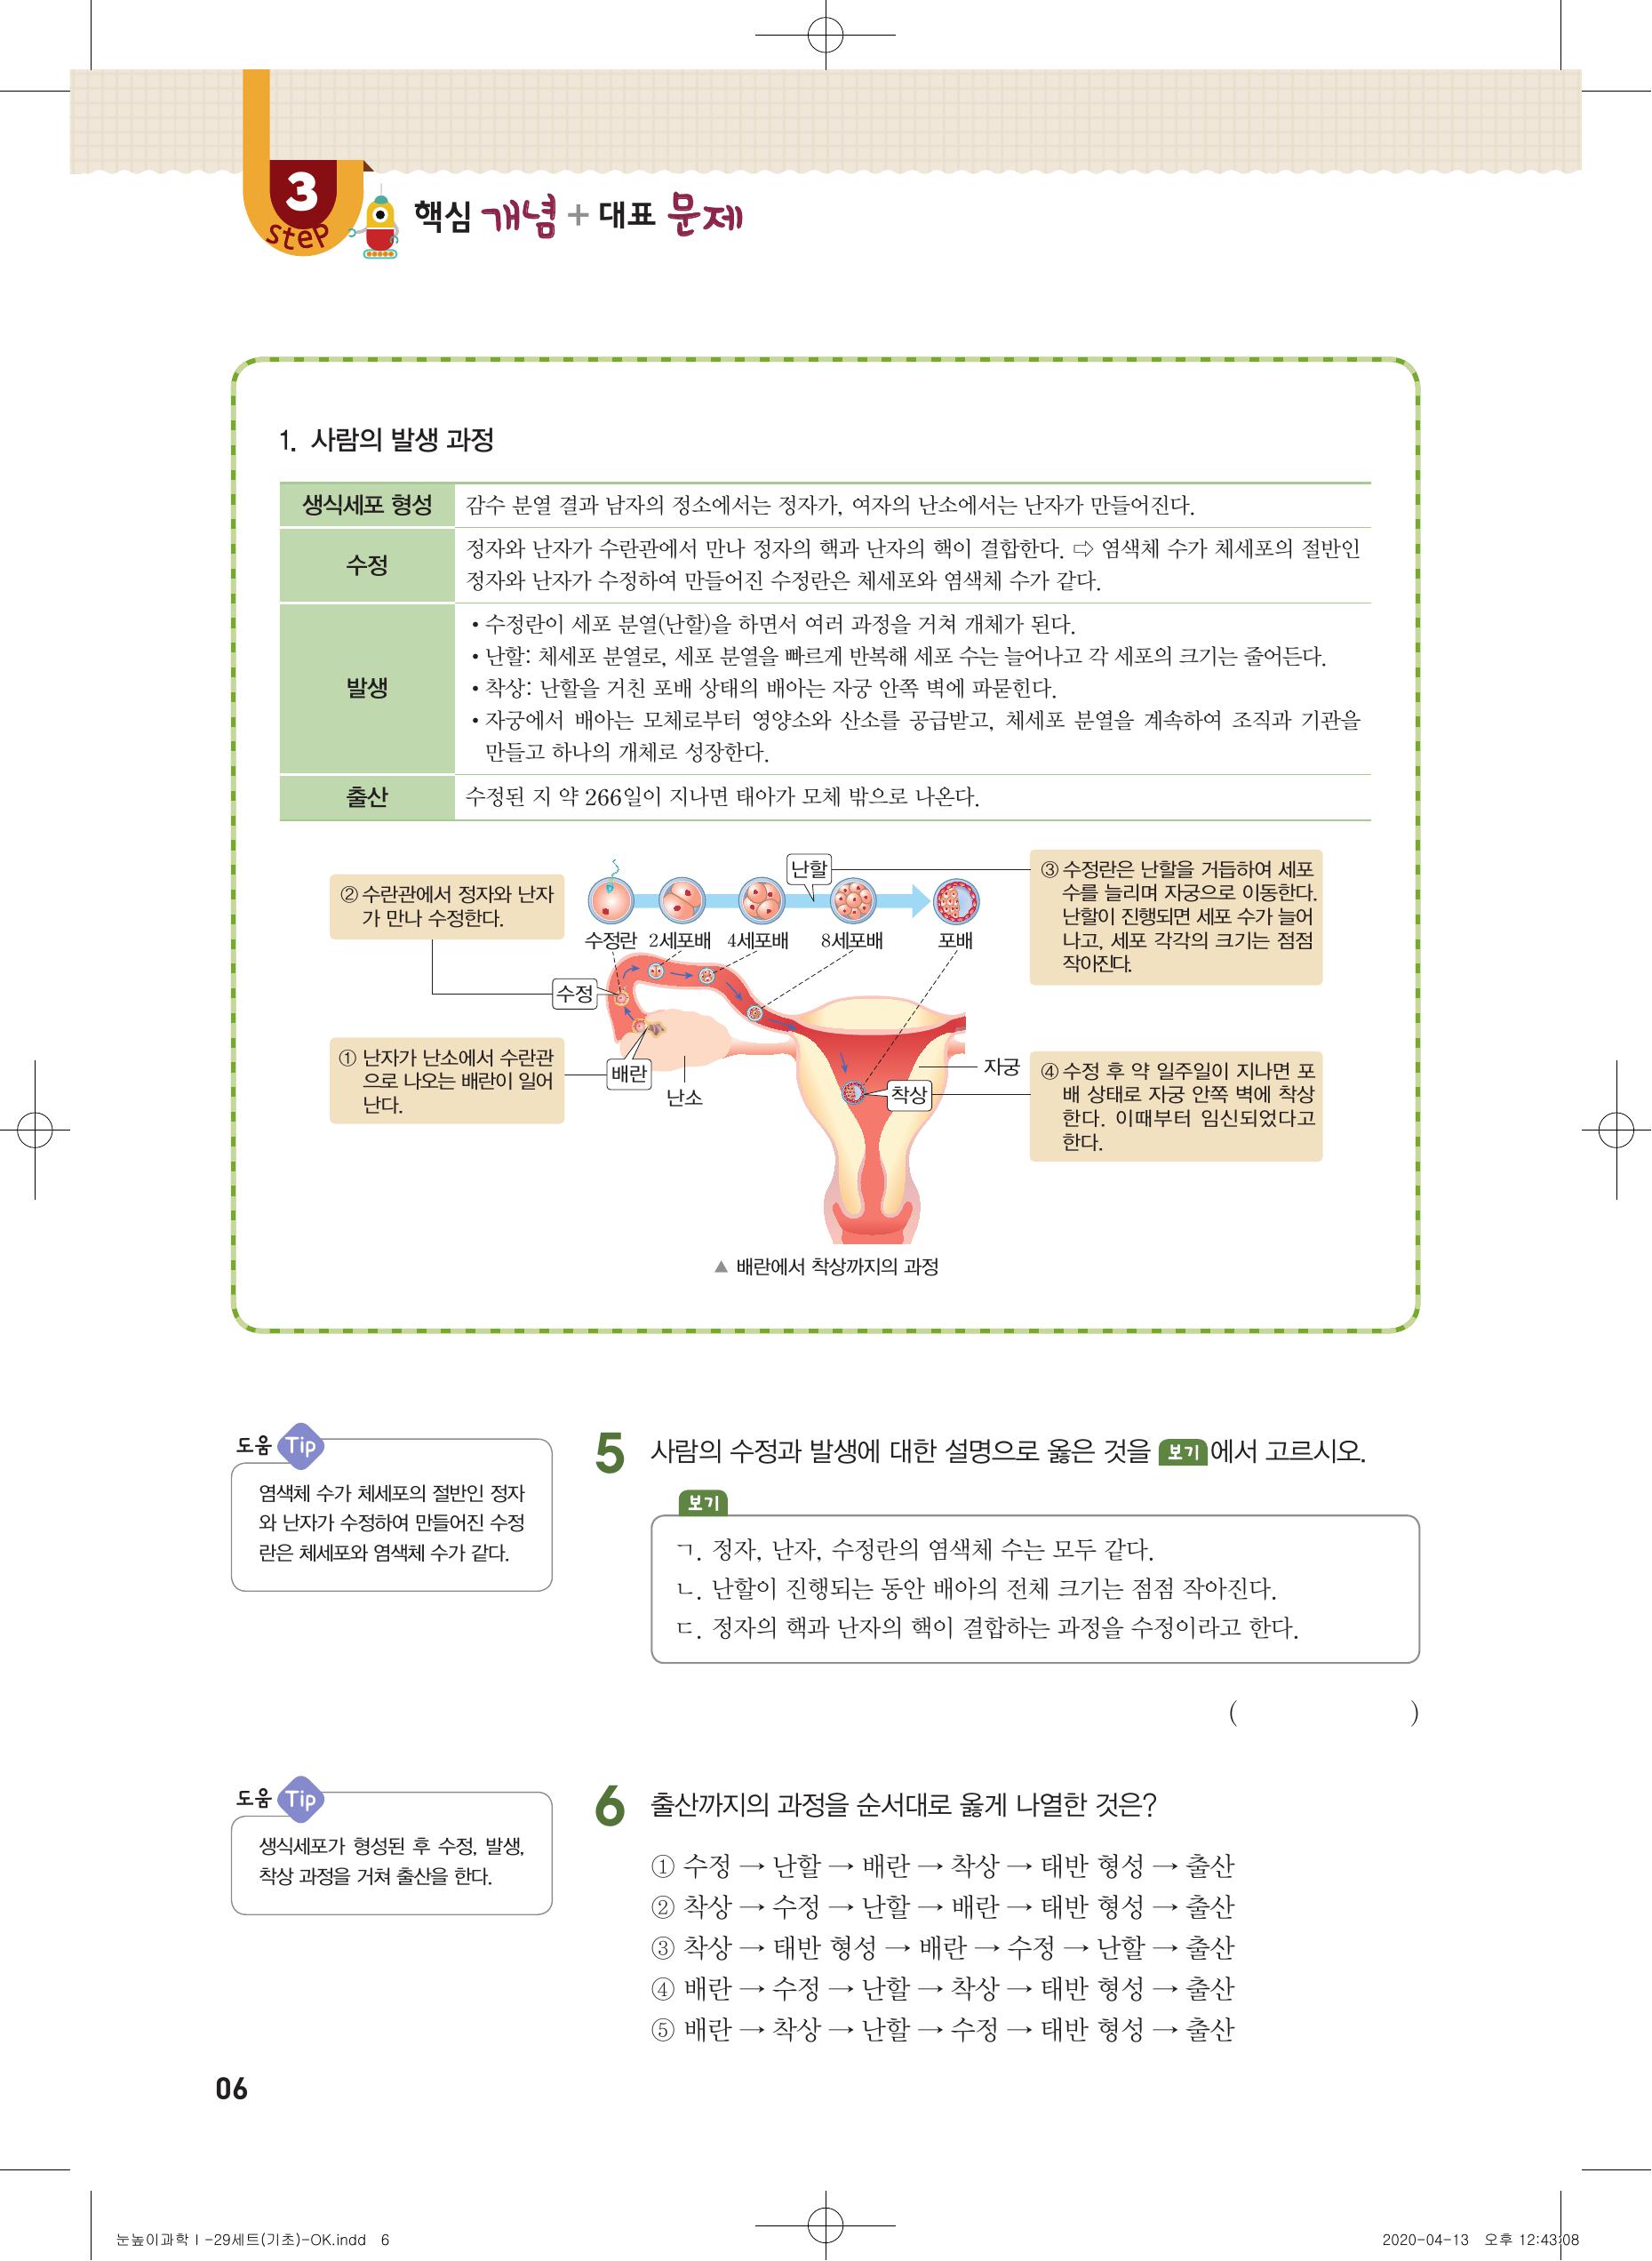 3
step
핵심 개념 + 대표 문제
1. 사람의 발생 과정
생식세포 형성
감수 분열 결과 남자의 정소에서는 정자가, 여자의 난소에서는 난자가 만들어진다.
수정
정자와 난자가 수란관에서 만나 정자의 핵과 난자의 핵이 결합한다. ⇨ 염색체 수가 체세포의 절반인
정자와 난자가 수정하여 만들어진 수정란은 체세포와 염색체 수가 같다.
발생
• 수정란이 세포 분열(난할)을 하면서 여러 과정을 거쳐 개체가 된다.
• 난할: 체세포 분열로, 세포 분열을 빠르게 반복해 세포 수는 늘어나고 각 세포의 크기는 줄어든다.
• 착상: 난할을 거친 포배 상태의 배아는 자궁 안쪽 벽에 파묻힌다.
• 자궁에서 배아는 모체로부터 영양소와 산소를 공급받고, 체세포 분열을 계속하여 조직과 기관을
만들고 하나의 개체로 성장한다.
출산
수정된 지 약 266일이 지나면 태아가 모체 밖으로 나온다.
② 수란관에서 정자와 난자
가 만나 수정한다.
난할
수정란 2세포배 4세포배 8세포배 포배
③ 수정란은 난할을 거듭하여 세포
수를 늘리며 자궁으로 이동한다.
난할이 진행되면 세포 수가 늘어
나고, 세포 각각의 크기는 점점
작아진다.
수정
① 난자가 난소에서 수란관
으로 나오는 배란이 일어
난다.
배란
난소
자궁
착상
④ 수정 후 약 일주일이 지나면 포
배 상태로 자궁 안쪽 벽에 착상
한다. 이때부터 임신되었다고
한다.
▲ 배란에서 착상까지의 과정
도움 Tip
염색체 수가 체세포의 절반인 정자
와 난자가 수정하여 만들어진 수정
란은 체세포와 염색체 수가 같다.
5 사람의 수정과 발생에 대한 설명으로 옳은 것을 보기에서 고르시오.
보기
ㄱ. 정자, 난자, 수정란의 염색체 수는 모두 같다.
ㄴ. 난할이 진행되는 동안 배아의 전체 크기는 점점 작아진다.
ㄷ. 정자의 핵과 난자의 핵이 결합하는 과정을 수정이라고 한다.
( )
도움 Tip
생식세포가 형성된 후 수정, 발생,
착상 과정을 거쳐 출산을 한다.
6 출산까지의 과정을 순서대로 옳게 나열한 것은?
① 수정 → 난할 → 배란 → 착상 → 태반 형성 → 출산
② 착상 → 수정 → 난할 → 배란 → 태반 형성 → 출산
③ 착상 → 태반 형성 → 배란 → 수정 → 난할 → 출산
④ 배란 → 수정 → 난할 → 착상 → 태반 형성 → 출산
⑤ 배란 → 착상 → 난할 → 수정 → 태반 형성 → 출산
06
눈높이과학Ⅰ-29세트(기초)-OK.indd 6
2020-04-13 오후 12:43:08